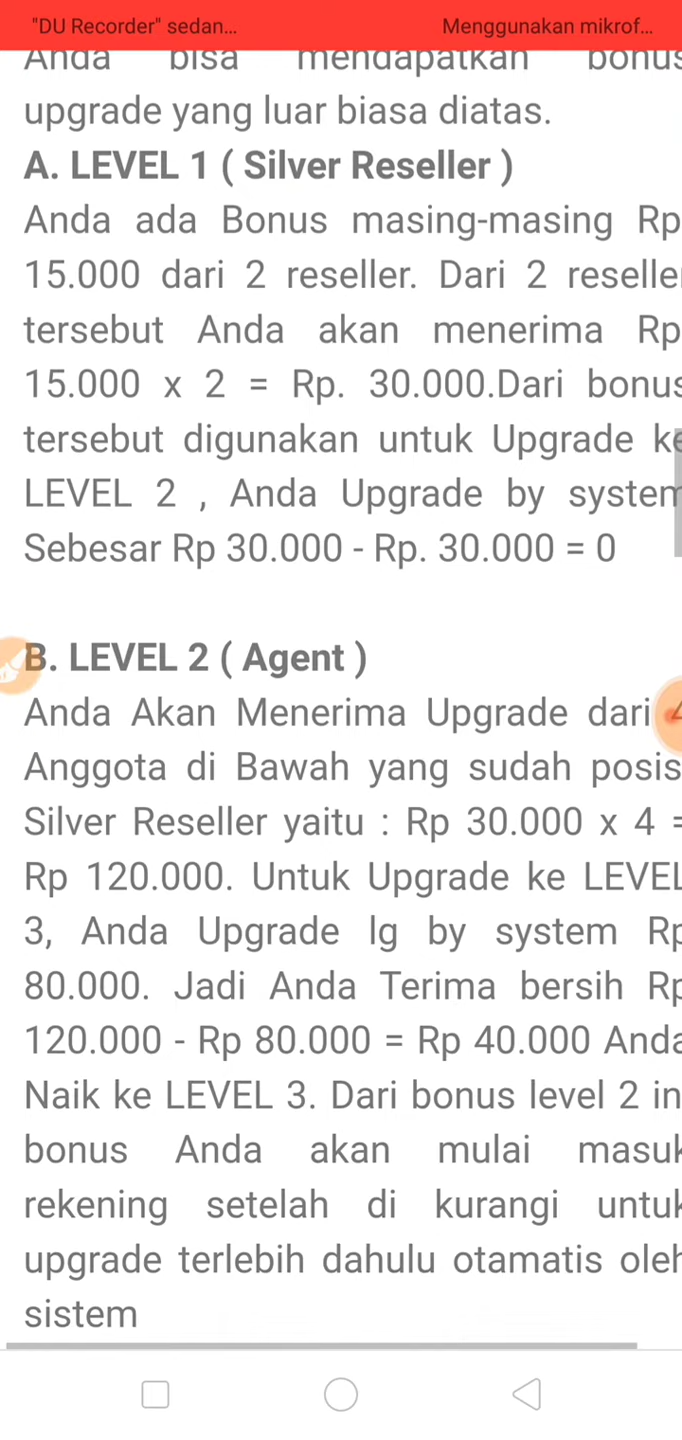 "DU Recorder" sedan...
Menggunakan mikrof...
Anda bisa mendapatkan bonus
upgrade yang luar biasa diatas.
A. LEVEL 1 ( Silver Reseller )
Anda ada Bonus masing-masing Rp
15.000 dari 2 reseller. Dari 2 reseller
tersebut Anda akan menerima Rp
15.000 x 2 = Rp. 30.000.Dari bonus
tersebut digunakan untuk Upgrade ke
LEVEL 2 , Anda Upgrade by system
Sebesar Rp 30.000 - Rp. 30.000 = 0
B. LEVEL 2 ( Agent )
Anda Akan Menerima Upgrade dari 4
Anggota di Bawah yang sudah posis
Silver Reseller yaitu : Rp 30.000 x 4 =
Rp 120.000. Untuk Upgrade ke LEVEL
3, Anda Upgrade lg by system Rp
80.000. Jadi Anda Terima bersih Rp
120.000 - Rp 80.000 = Rp 40.000 Anda
Naik ke LEVEL 3. Dari bonus level 2 in
bonus Anda akan mulai masuk
rekening setelah di kurangi untuk
upgrade terlebih dahulu otamatis oleh
sistem